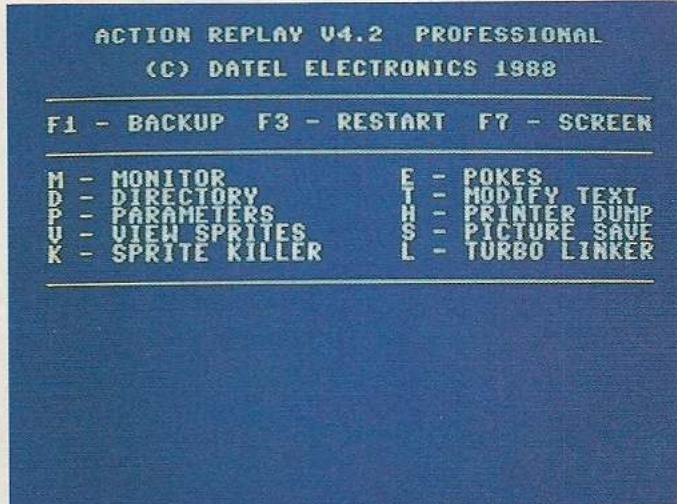 ACTION REPLAY V4.2 PROFESSIONAL
(C) DATEL ELECTRONICS 1988
F1 - BACKUP F3 - RESTART F7 - SCREEN
M - MONITOR
D - DIRECTORY
P - PARAMETERS
V - VIEW SPRITES
K - SPRITE KILLER
E - POKES
T - MODIFY TEXT
H - PRINTER DUMP
S - PICTURE SAVE
L - TURBO LINKER